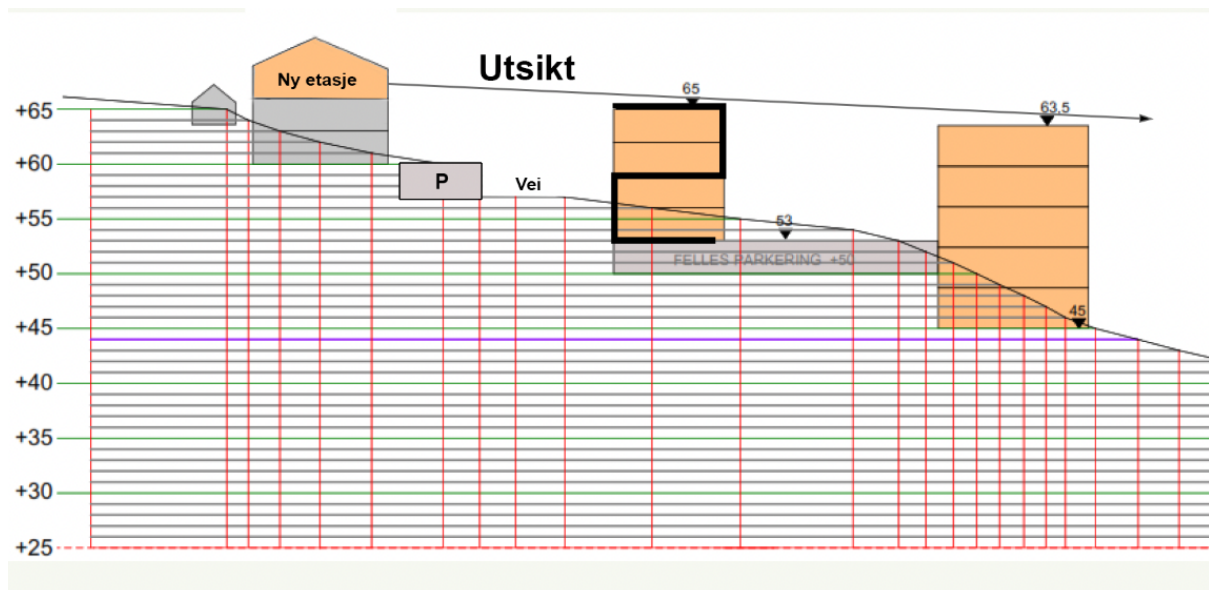 Utsikt
Ny etasje
65
63,5
+65
+60
P
Vei
+55
53
FELLES PARKERING +50
+50
45
+45
+40
+35
+30
+25